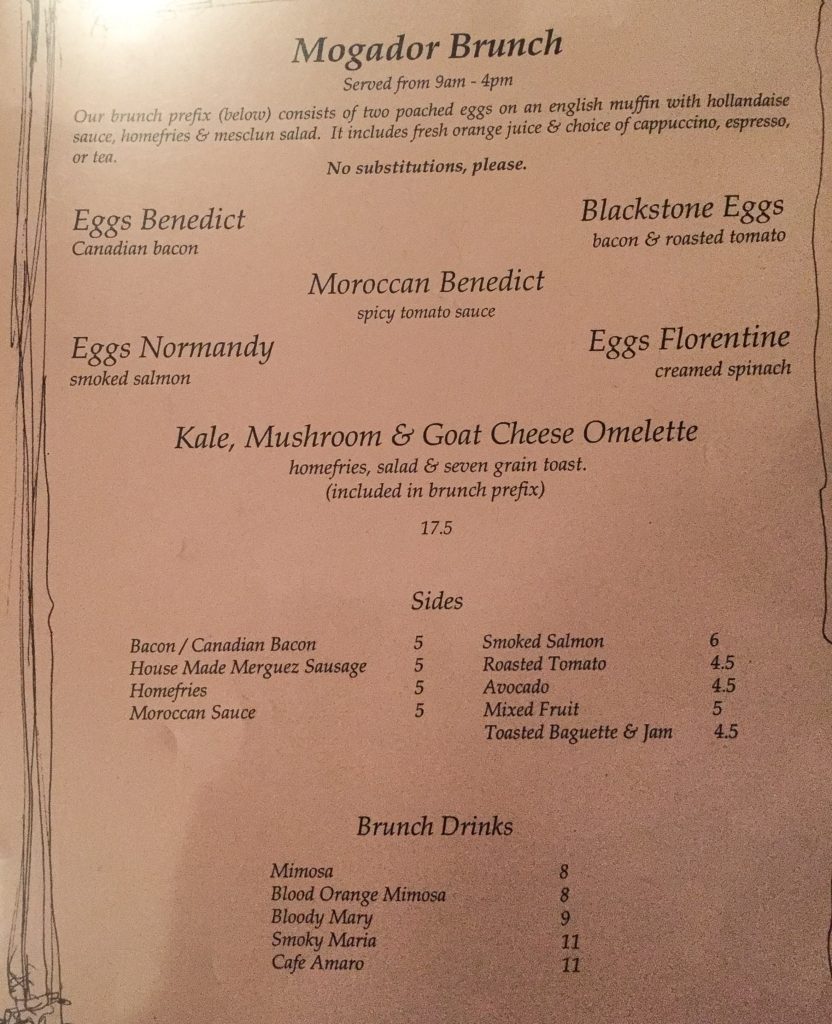 Mogador Brunch
Served from 9am - 4pm
Our brunch prefix (below) consists of two poached eggs on an english muffin with hollandaise
sauce, homefries & mesclun salad. It includes fresh orange juice & choice of cappuccino, espresso,
or tea.
No substitutions, please.
Eggs Benedict
Canadian bacon
Blackstone Eggs
bacon & roasted tomato
Moroccan Benedict
spicy tomato sauce
Eggs Normandy
smoked salmon
Eggs Florentine
creamed spinach
Kale, Mushroom & Goat Cheese Omelette
homefries, salad & seven grain toast.
(included in brunch prefix)
17.5
Sides
Bacon / Canadian Bacon 5
House Made Merguez Sausage 5
Homefries 5
Moroccan Sauce 5
Smoked Salmon 6
Roasted Tomato 4.5
Avocado 4.5
Mixed Fruit 5
Toasted Baguette & Jam 4.5
Brunch Drinks
Mimosa 8
Blood Orange Mimosa 8
Bloody Mary 9
Smoky Maria 11
Cafe Amaro 11